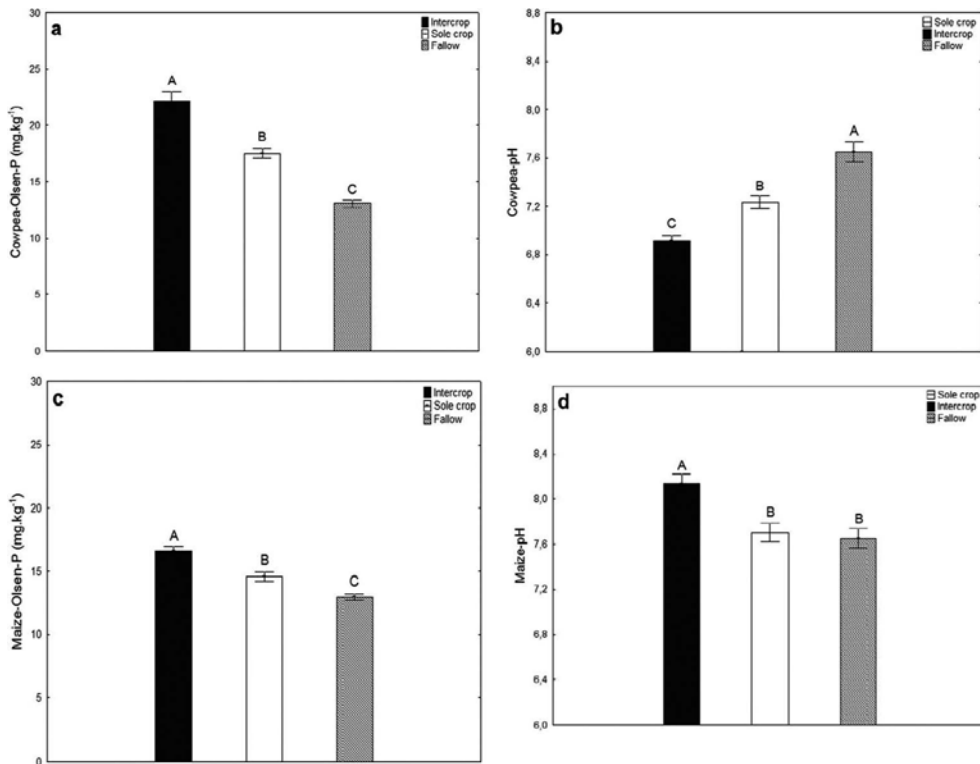 a
Intercrop
Sole crop
Fallow
Cowpea-Olsen-P (mg.kg⁻¹)
30
25
20
15
10
5
0
A
B
C
b
Sole crop
Intercrop
Fallow
Cowpea-pH
8,8
8,4
8,0
7,6
7,2
6,8
6,4
6,0
C
B
A
c
Intercrop
Sole crop
Fallow
Maize-Olsen-P (mg.kg⁻¹)
30
25
20
15
10
5
0
A
B
C
d
Sole crop
Intercrop
Fallow
Maize-pH
8,8
8,4
8,0
7,6
7,2
6,8
6,4
6,0
A
B
B